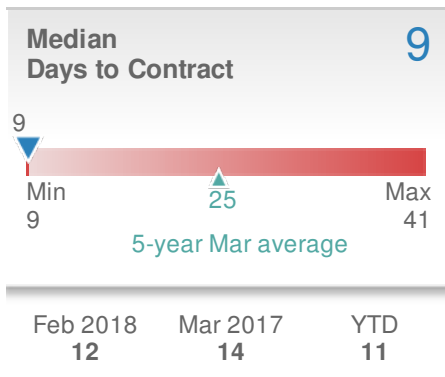 Median
Days to Contract
9
9
Min
9
25
Max
41
5-year Mar average
Feb 2018 Mar 2017 YTD
12 14 11